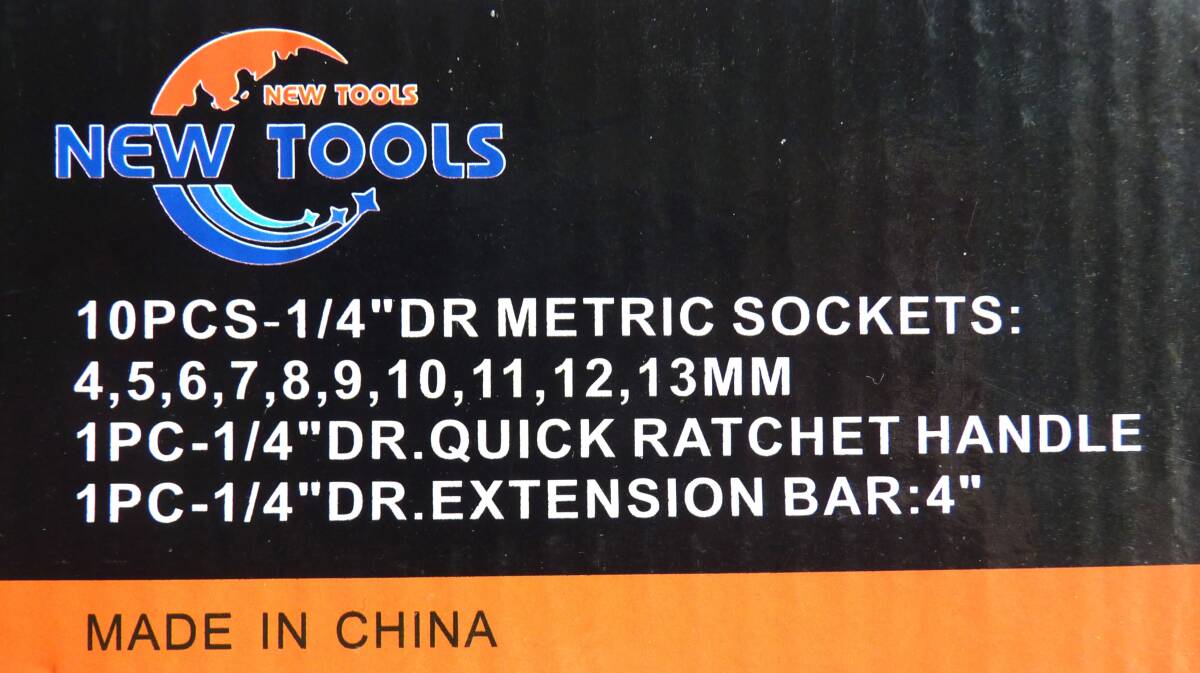 NEW TOOLS
NEW TOOLS
10PCS-1/4"DR METRIC SOCKETS:
4,5,6,7,8,9,10,11,12,13MM
1PC-1/4"DR.QUICK RATCHET HANDLE
1PC-1/4"DR.EXTENSION BAR:4"
MADE IN CHINA